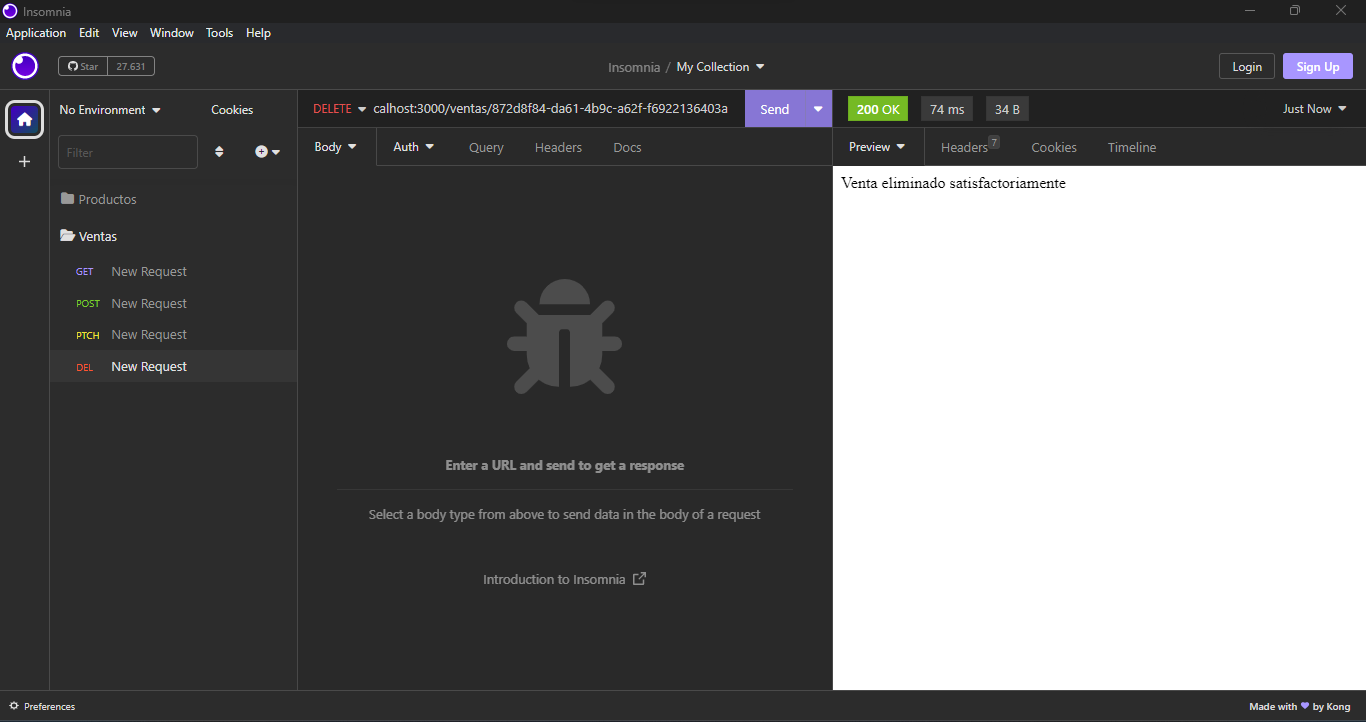 Insomnia
Application Edit View Window Tools Help
Star 27.631
Insomnia / My Collection
Login Sign Up
No Environment Cookies
DELETE calhost:3000/ventas/872d8f84-da61-4b9c-a62f-f6922136403a Send
200 OK 74 ms 34 B Just Now
Filter
Body Auth Query Headers Docs
Preview Headers 7 Cookies Timeline
Productos
Ventas
GET New Request
POST New Request
PTCH New Request
DEL New Request
Enter a URL and send to get a response
Select a body type from above to send data in the body of a request
Introduction to Insomnia
Venta eliminado satisfactoriamente
Preferences
Made with by Kong